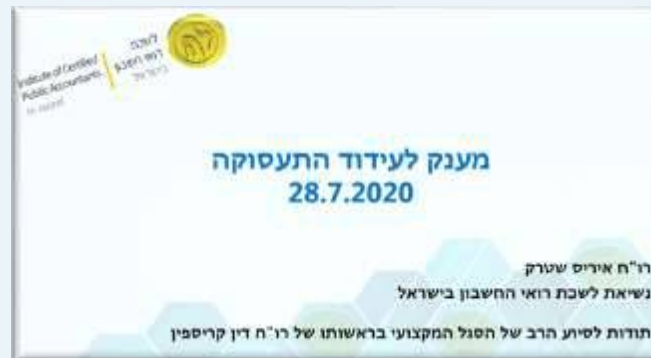 לשכת
רואי חשבון
בישראל
Institute of Certified
Public Accountants
in Israel
מענק לעידוד התעסוקה
28.7.2020
רו"ח איריס שטרק
נשיאת לשכת רואי החשבון בישראל
תודות לסיוע הרב של הסגל המקצועי בראשותו של רו"ח דין קריספין